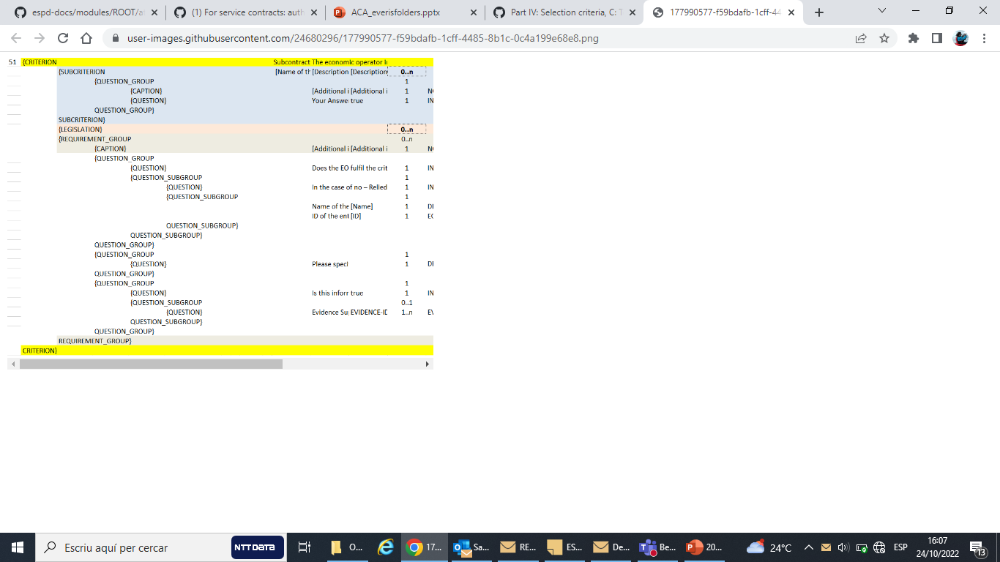 espd-docs/modules/ROOT/a
(1) For service contracts: auth
ACA_everisfolders.pptx
Part IV: Selection criteria, C: T
177990577-f59bdafb-1cff-44
user-images.githubusercontent.com/24680296/177990577-f59bdafb-1cff-4485-8b1c-0c4a199e68e8.png
51 {CRITERION Subcontract The economic operator
{SUBCRITERION [Name of th [Description [Description 0..n
{QUESTION_GROUP 1
{CAPTION} [Additional i [Additional i 1 NO
{QUESTION} Your Answe true 1 IN
QUESTION_GROUP}
SUBCRITERION}
{LEGISLATION} 0..n
{REQUIREMENT_GROUP 0..n
{CAPTION} [Additional i [Additional i 1 NO
{QUESTION_GROUP
{QUESTION} Does the EO fulfil the crit 1 IN
{QUESTION_SUBGROUP 1
{QUESTION} In the case of no – Relied 1 IN
{QUESTION_SUBGROUP 1
Name of the [Name] 1 DE
ID of the ent [ID] 1 EC
QUESTION_SUBGROUP}
QUESTION_SUBGROUP}
QUESTION_GROUP}
{QUESTION_GROUP 1
{QUESTION} Please speci 1 DE
QUESTION_GROUP}
{QUESTION_GROUP 1
{QUESTION} Is this inform true 1 IN
{QUESTION_SUBGROUP 0..1
{QUESTION} Evidence Su EVIDENCE-ID 1..n EV
QUESTION_SUBGROUP}
QUESTION_GROUP}
REQUIREMENT_GROUP}
CRITERION}
Escriu aquí per cercar NTT DATA O... 17... Sa... RE... ES... De... Be... 20... 24°C ESP 16:07
24/10/2022 13